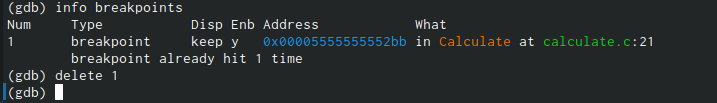 (gdb) info breakpoints
Num     Type           Disp Enb Address            What
1       breakpoint     keep y   0x00005555555552bb in Calculate at calculate.c:21
        breakpoint already hit 1 time
(gdb) delete 1
(gdb)